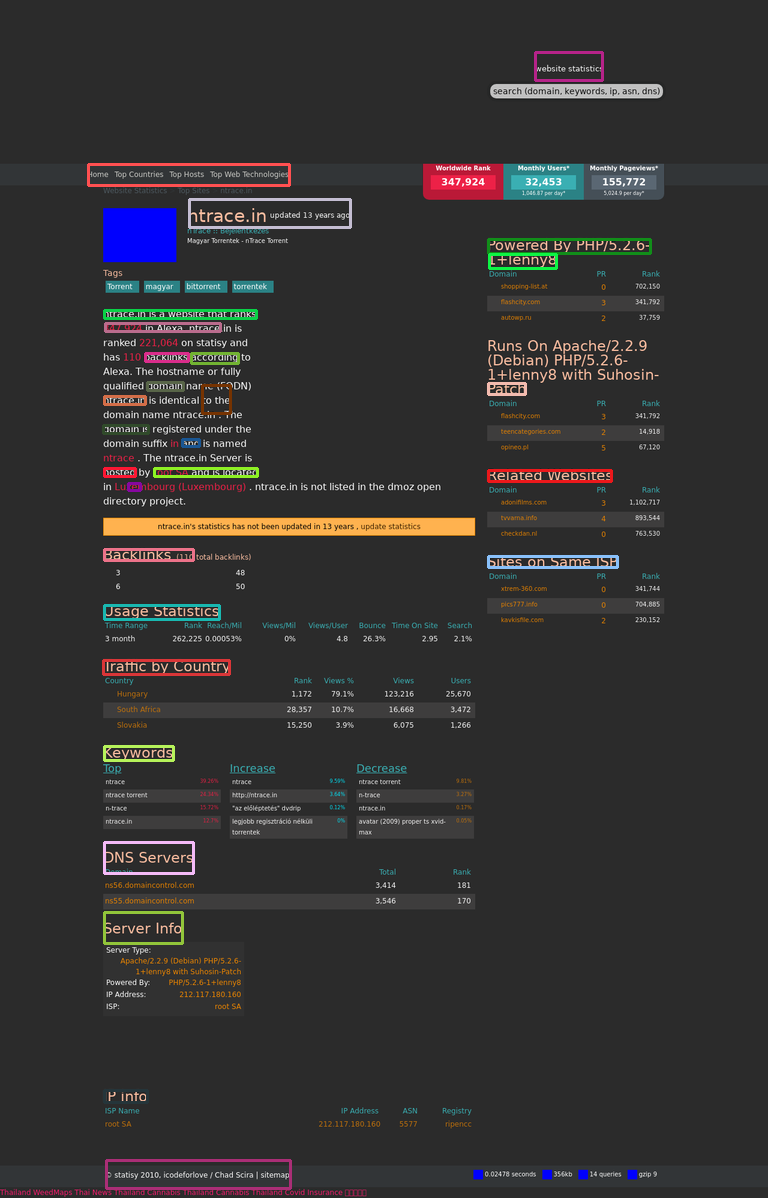 website statistics
search (domain, keywords, ip, asn, dns)
Home Top Countries Top Hosts Top Web Technologies
Worldwide Rank
347,924
Monthly Users*
32,453
1,046.87 per day*
Monthly Pageviews*
155,772
5,024.9 per day*
Website Statistics Top Sites ntrace.in
ntrace.in updated 13 years ago
nTrace :: Bejelentkezés
Magyar Torrentek - nTrace Torrent
Tags
Torrent magyar bittorrent torrentek
ntrace.in is a website that ranks
347,924 in Alexa. ntrace.in is
ranked 221,064 on statisy and
has 110 backlinks according to
Alexa. The hostname or fully
qualified domain name (FQDN)
ntrace.in is identical to the
domain name ntrace.in . The
domain is registered under the
domain suffix in and is named
ntrace . The ntrace.in Server is
hosted by root SA and is located
in Luxembourg (Luxembourg) . ntrace.in is not listed in the dmoz open
directory project.
ntrace.in's statistics has not been updated in 13 years , update statistics
Backlinks (110 total backlinks)
3 48
6 50
Usage Statistics
Time Range Rank Reach/Mil Views/Mil Views/User Bounce Time On Site Search
3 month 262,225 0.00053% 0% 4.8 26.3% 2.95 2.1%
Traffic by Country
Country Rank Views % Views Users
Hungary 1,172 79.1% 123,216 25,670
South Africa 28,357 10.7% 16,668 3,472
Slovakia 15,250 3.9% 6,075 1,266
Keywords
Top
ntrace
ntrace torrent
n-trace
ntrace.in
Increase
ntrace 9.59%
http://ntrace.in 3.64%
"az előléptetés" dvdrip 0.12%
legjobb regisztráció nélküli 0%
torrentek
Decrease
ntrace torrent 9.81%
n-trace 3.27%
ntrace.in 0.17%
avatar (2009) proper ts xvid- 0.05%
max
DNS Servers
Domain Total Rank
ns56.domaincontrol.com 3,414 181
ns55.domaincontrol.com 3,546 170
Server Info
Server Type:
Apache/2.2.9 (Debian) PHP/5.2.6-
1+lenny8 with Suhosin-Patch
Powered By: PHP/5.2.6-1+lenny8
IP Address: 212.117.180.160
ISP: root SA
IP info
ISP Name IP Address ASN Registry
root SA 212.117.180.160 5577 ripencc
Powered By PHP/5.2.6-
1+lenny8
Domain PR Rank
shopping-list.at 0 702,150
flashcity.com 3 341,792
autowp.ru 2 37,759
Runs On Apache/2.2.9
(Debian) PHP/5.2.6-
1+lenny8 with Suhosin-
Patch
Domain PR Rank
flashcity.com 3 341,792
teencategories.com 2 14,918
opineo.pl 5 67,120
Related Websites
Domain PR Rank
adonifilms.com 3 1,102,717
tvvama.info 4 893,544
checkdan.nl 0 763,530
Sites on Same ISP
Domain PR Rank
xtrem-360.com 0 341,744
pics777.info 0 704,885
kavkisfile.com 2 230,152
© statisy 2010, icodeforlove / Chad Scira | sitemap
0.02478 seconds 356kb 14 queries gzip 9
Thailand WeedMaps Thai News Thailand Cannabis Thailand Cannabis Thailand Covid Insurance